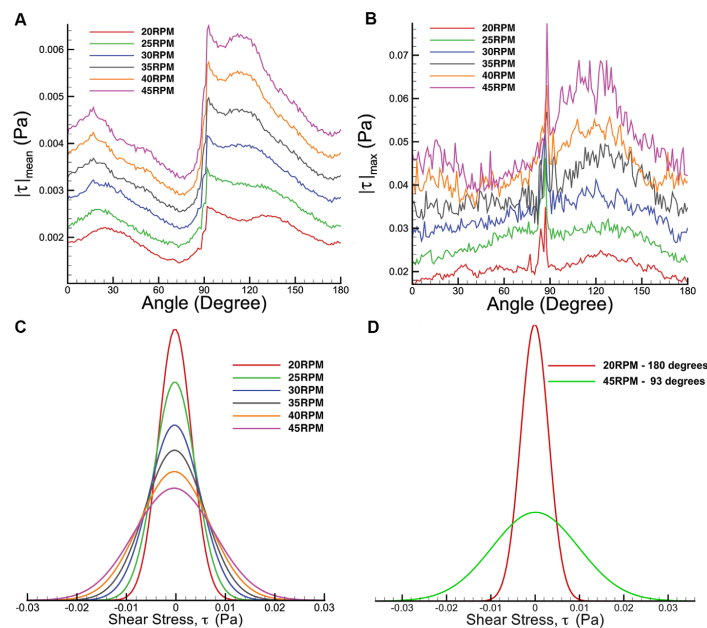 A
20RPM
25RPM
30RPM
35RPM
40RPM
45RPM
|τ|mean (Pa)
0.006
0.005
0.004
0.003
0.002
0 30 60 90 120 150 180
Angle (Degree)
B
20RPM
25RPM
30RPM
35RPM
40RPM
45RPM
|τ|max (Pa)
0.07
0.06
0.05
0.04
0.03
0.02
0 30 60 90 120 150 180
Angle (Degree)
C
20RPM
25RPM
30RPM
35RPM
40RPM
45RPM
-0.03 -0.02 -0.01 0 0.01 0.02 0.03
Shear Stress, τ (Pa)
D
20RPM - 180 degrees
45RPM - 93 degrees
-0.03 -0.02 -0.01 0 0.01 0.02 0.03
Shear Stress, τ (Pa)